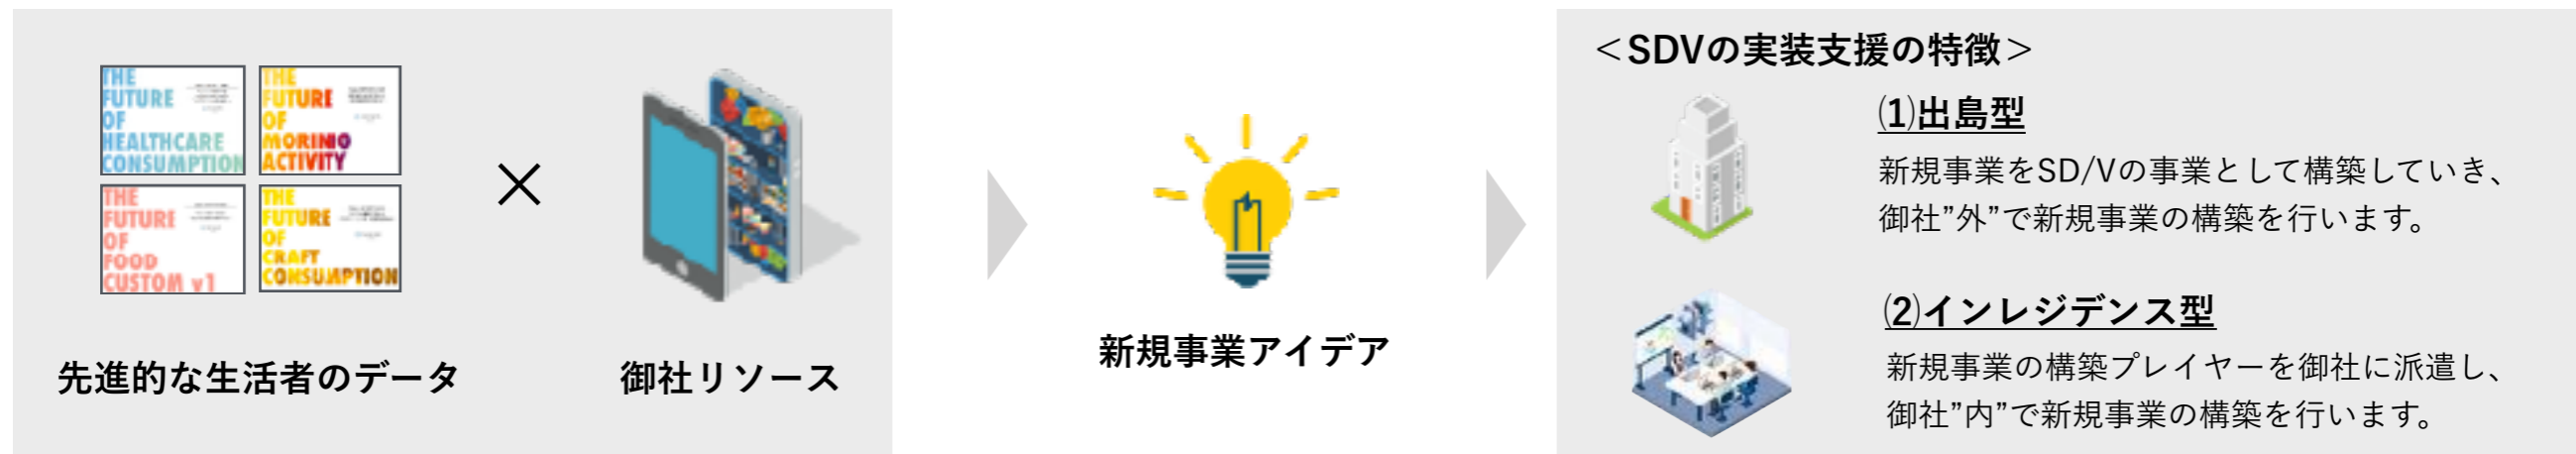 THE
FUTURE
OF
HEALTHCARE
CONSUMPTION
THE
FUTURE
OF
MORINIO
ACTIVITY
THE
FUTURE
OF
FOOD
CUSTOM v1
THE
FUTURE
OF
CRAFT
CONSUMPTION
×
先進的な生活者のデータ
御社リソース
新規事業アイデア
＜SDVの実装支援の特徴＞
⑴出島型
新規事業をSD/Vの事業として構築していき、
御社”外”で新規事業の構築を行います。
⑵インレジデンス型
新規事業の構築プレイヤーを御社に派遣し、
御社”内”で新規事業の構築を行います。